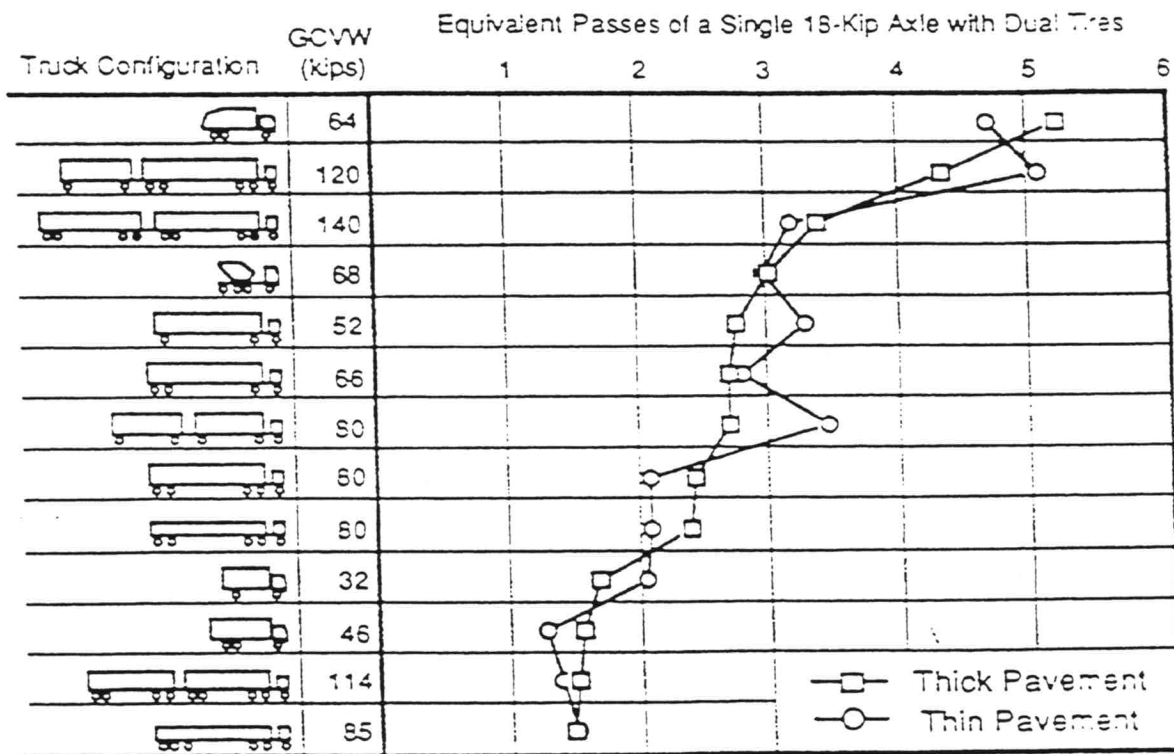 Equivalent Passes of a Single 18-Kip Axle with Dual Tires
GCVW
Truck Configuration (kips) 1 2 3 4 5 6
64
120
140
68
52
66
80
80
80
32
46
114
85
Thick Pavement
Thin Pavement